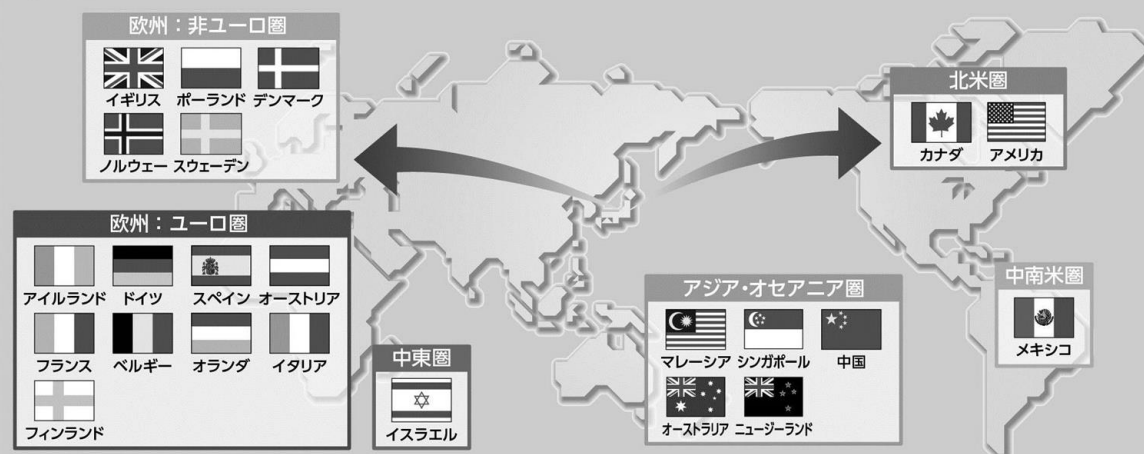 欧州：非ユーロ圏
イギリス ポーランド デンマーク
ノルウェー スウェーデン
北米圏
カナダ アメリカ
欧州：ユーロ圏
アイルランド ドイツ スペイン オーストリア
フランス ベルギー オランダ イタリア
フィンランド
中東圏
イスラエル
アジア・オセアニア圏
マレーシア シンガポール 中国
オーストラリア ニュージーランド
中南米圏
メキシコ